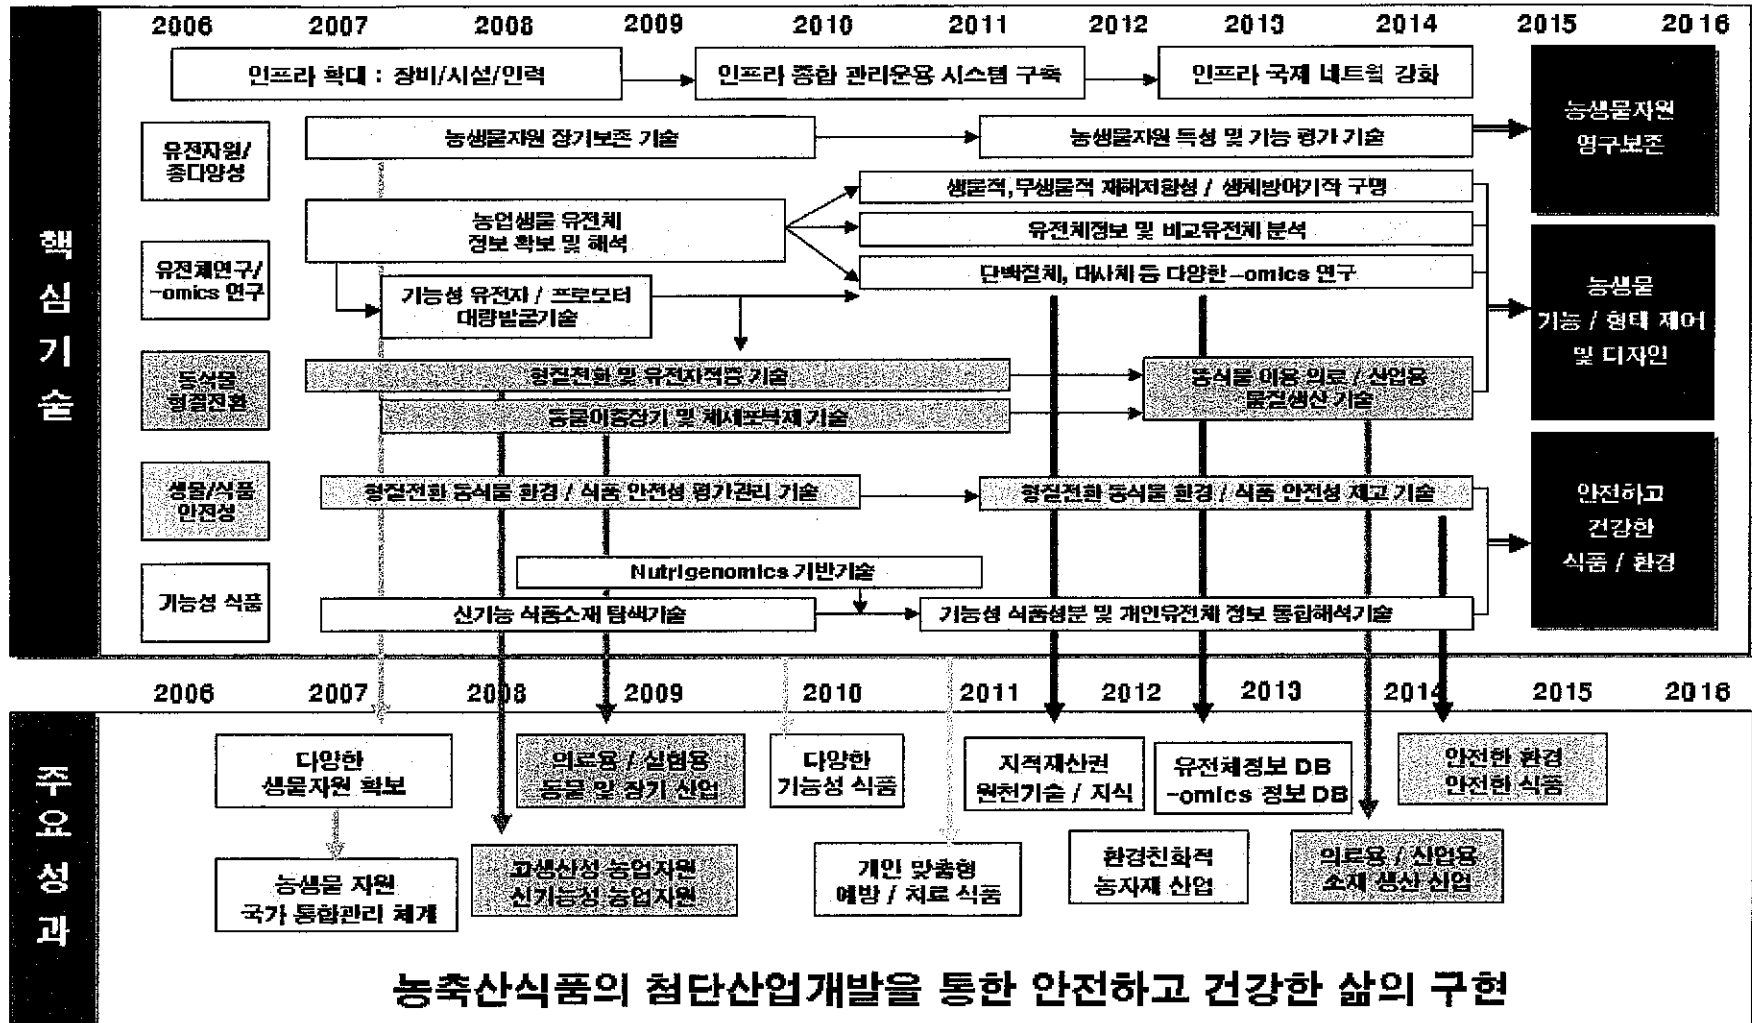 2006 2007 2008 2009 2010 2011 2012 2013 2014 2015 2016
핵심기술
인프라 확대 : 장비/시설/인력
인프라 종합 관리운용 시스템 구축
인프라 국제 네트웍 강화
유전자원/
종다양성
농생물자원 장기보존 기술
농생물자원 특성 및 기능 평가 기술
농생물자원
영구보존
생물적,무생물적 재해저항성 / 생체방어기작 구명
농업생물 유전체
정보 확보 및 해석
유전체정보 및 비교유전체 분석
유전체연구/
-omics 연구
단백질체, 대사체 등 다양한 -omics 연구
기능성 유전자 / 프로모터
대량발굴기술
농생물
기능 / 형태 제어
및 디자인
동식물
형질전환
형질전환 및 유전자적중 기술
동물이종장기 및 체세포복제 기술
동식물 이용 의료 / 산업용
물질생산 기술
생물/식품
안전성
형질전환 동식물 환경 / 식품 안전성 평가관리 기술
형질전환 동식물 환경 / 식품 안전성 제고 기술
안전하고
건강한
식품 / 환경
기능성 식품
Nutrigenomics 기반기술
신기능 식품소재 탐색기술
기능성 식품성분 및 개인유전체 정보 통합해석기술
2006 2007 2008 2009 2010 2011 2012 2013 2014 2015 2016
주요성과
다양한
생물자원 확보
의료용 / 실험용
동물 및 장기 산업
다양한
기능성 식품
지적재산권
원천기술 / 지식
유전체정보 DB
-omics 정보 DB
안전한 환경
안전한 식품
농생물 자원
국가 통합관리 체계
고생산성 농업자원
신기능성 농업자원
개인 맞춤형
예방 / 치료 식품
환경친화적
농자재 산업
의료용 / 산업용
소재 생산 산업
농축산식품의 첨단산업개발을 통한 안전하고 건강한 삶의 구현